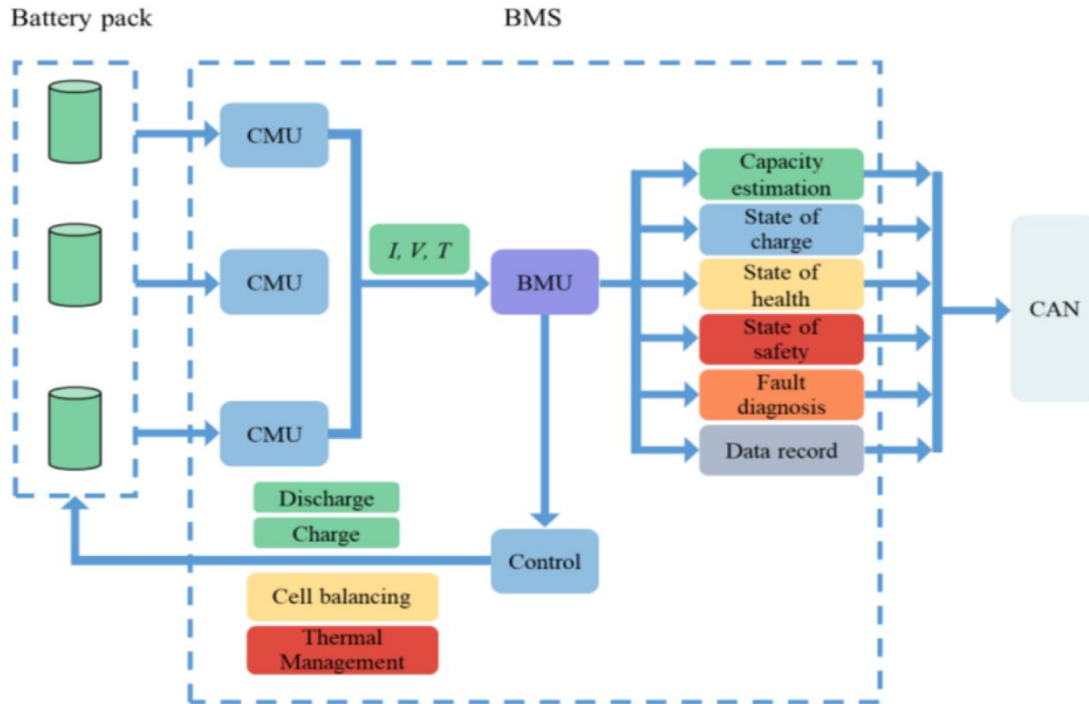 Battery pack
BMS
CMU
CMU
CMU
I, V, T
BMU
Capacity
estimation
State of
charge
State of
health
State of
safety
Fault
diagnosis
Data record
CAN
Discharge
Charge
Control
Cell balancing
Thermal
Management